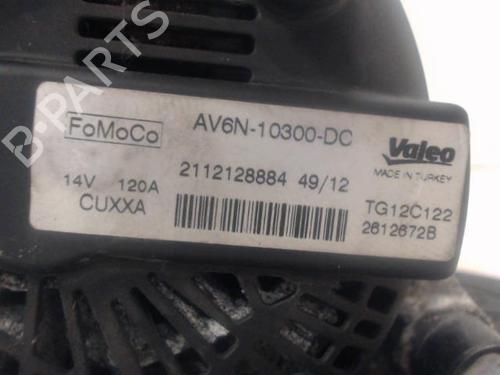 FoMoCo AV6N-10300-DC Valeo
MADE IN TURKEY
14V 120A 2112128884 49/12
CUXXA TG12C122
2612672B
B-PARTS